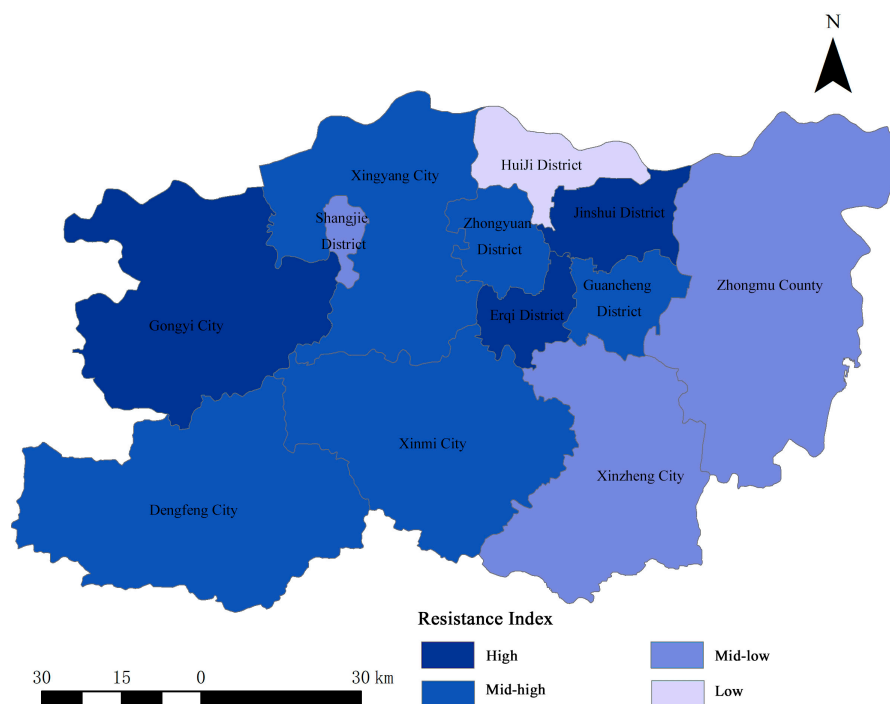 N
HuiJi District
Xingyang City
Jinshui District
Shangjie
District
Zhongyuan
District
Guancheng
District
Zhongmu County
Gongyi City
Erqi District
Xinmi City
Xinzheng City
Dengfeng City
Resistance Index
High
Mid-high
Mid-low
Low
30 15 0 30 km